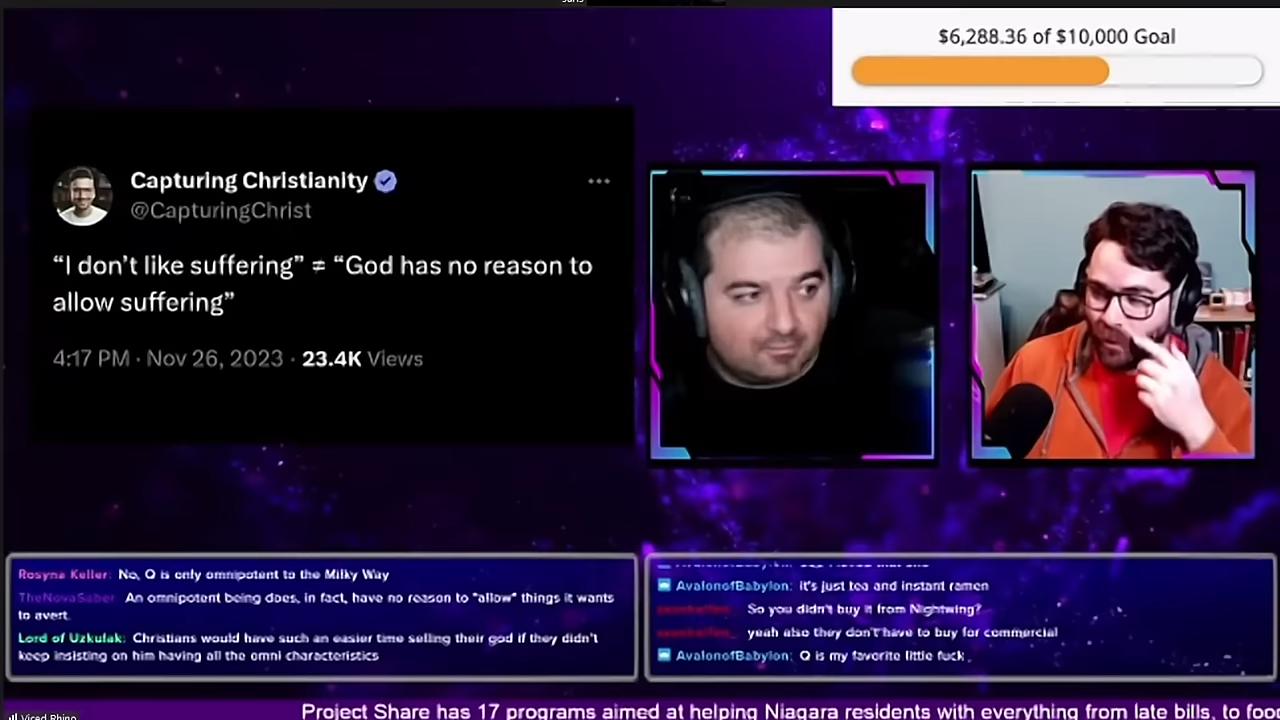 $6,288.36 of $10,000 Goal
Capturing Christianity
@CapturingChrist
“I don’t like suffering” ≠ “God has no reason to
allow suffering”
4:17 PM · Nov 26, 2023 · 23.4K Views
Rosyna Keller: No, Q is only omnipotent to the Milky Way
TheNovaSaber An omnipotent being does, in fact, have no reason to "allow" things it wants
to avert.
Lord of Uzkulak: Christians would have such an easier time selling their god if they didn't
keep insisting on him having all the omni characteristics
AvalonofBabylon: it's just tea and instant ramen
So you didn't buy it from Nightwing?
yeah also they don't have to buy for commercial
AvalonofBabylon: Q is my favorite little fuck
Viced Rhino
Project Share has 17 programs aimed at helping Niagara residents with everything from late bills, to foo